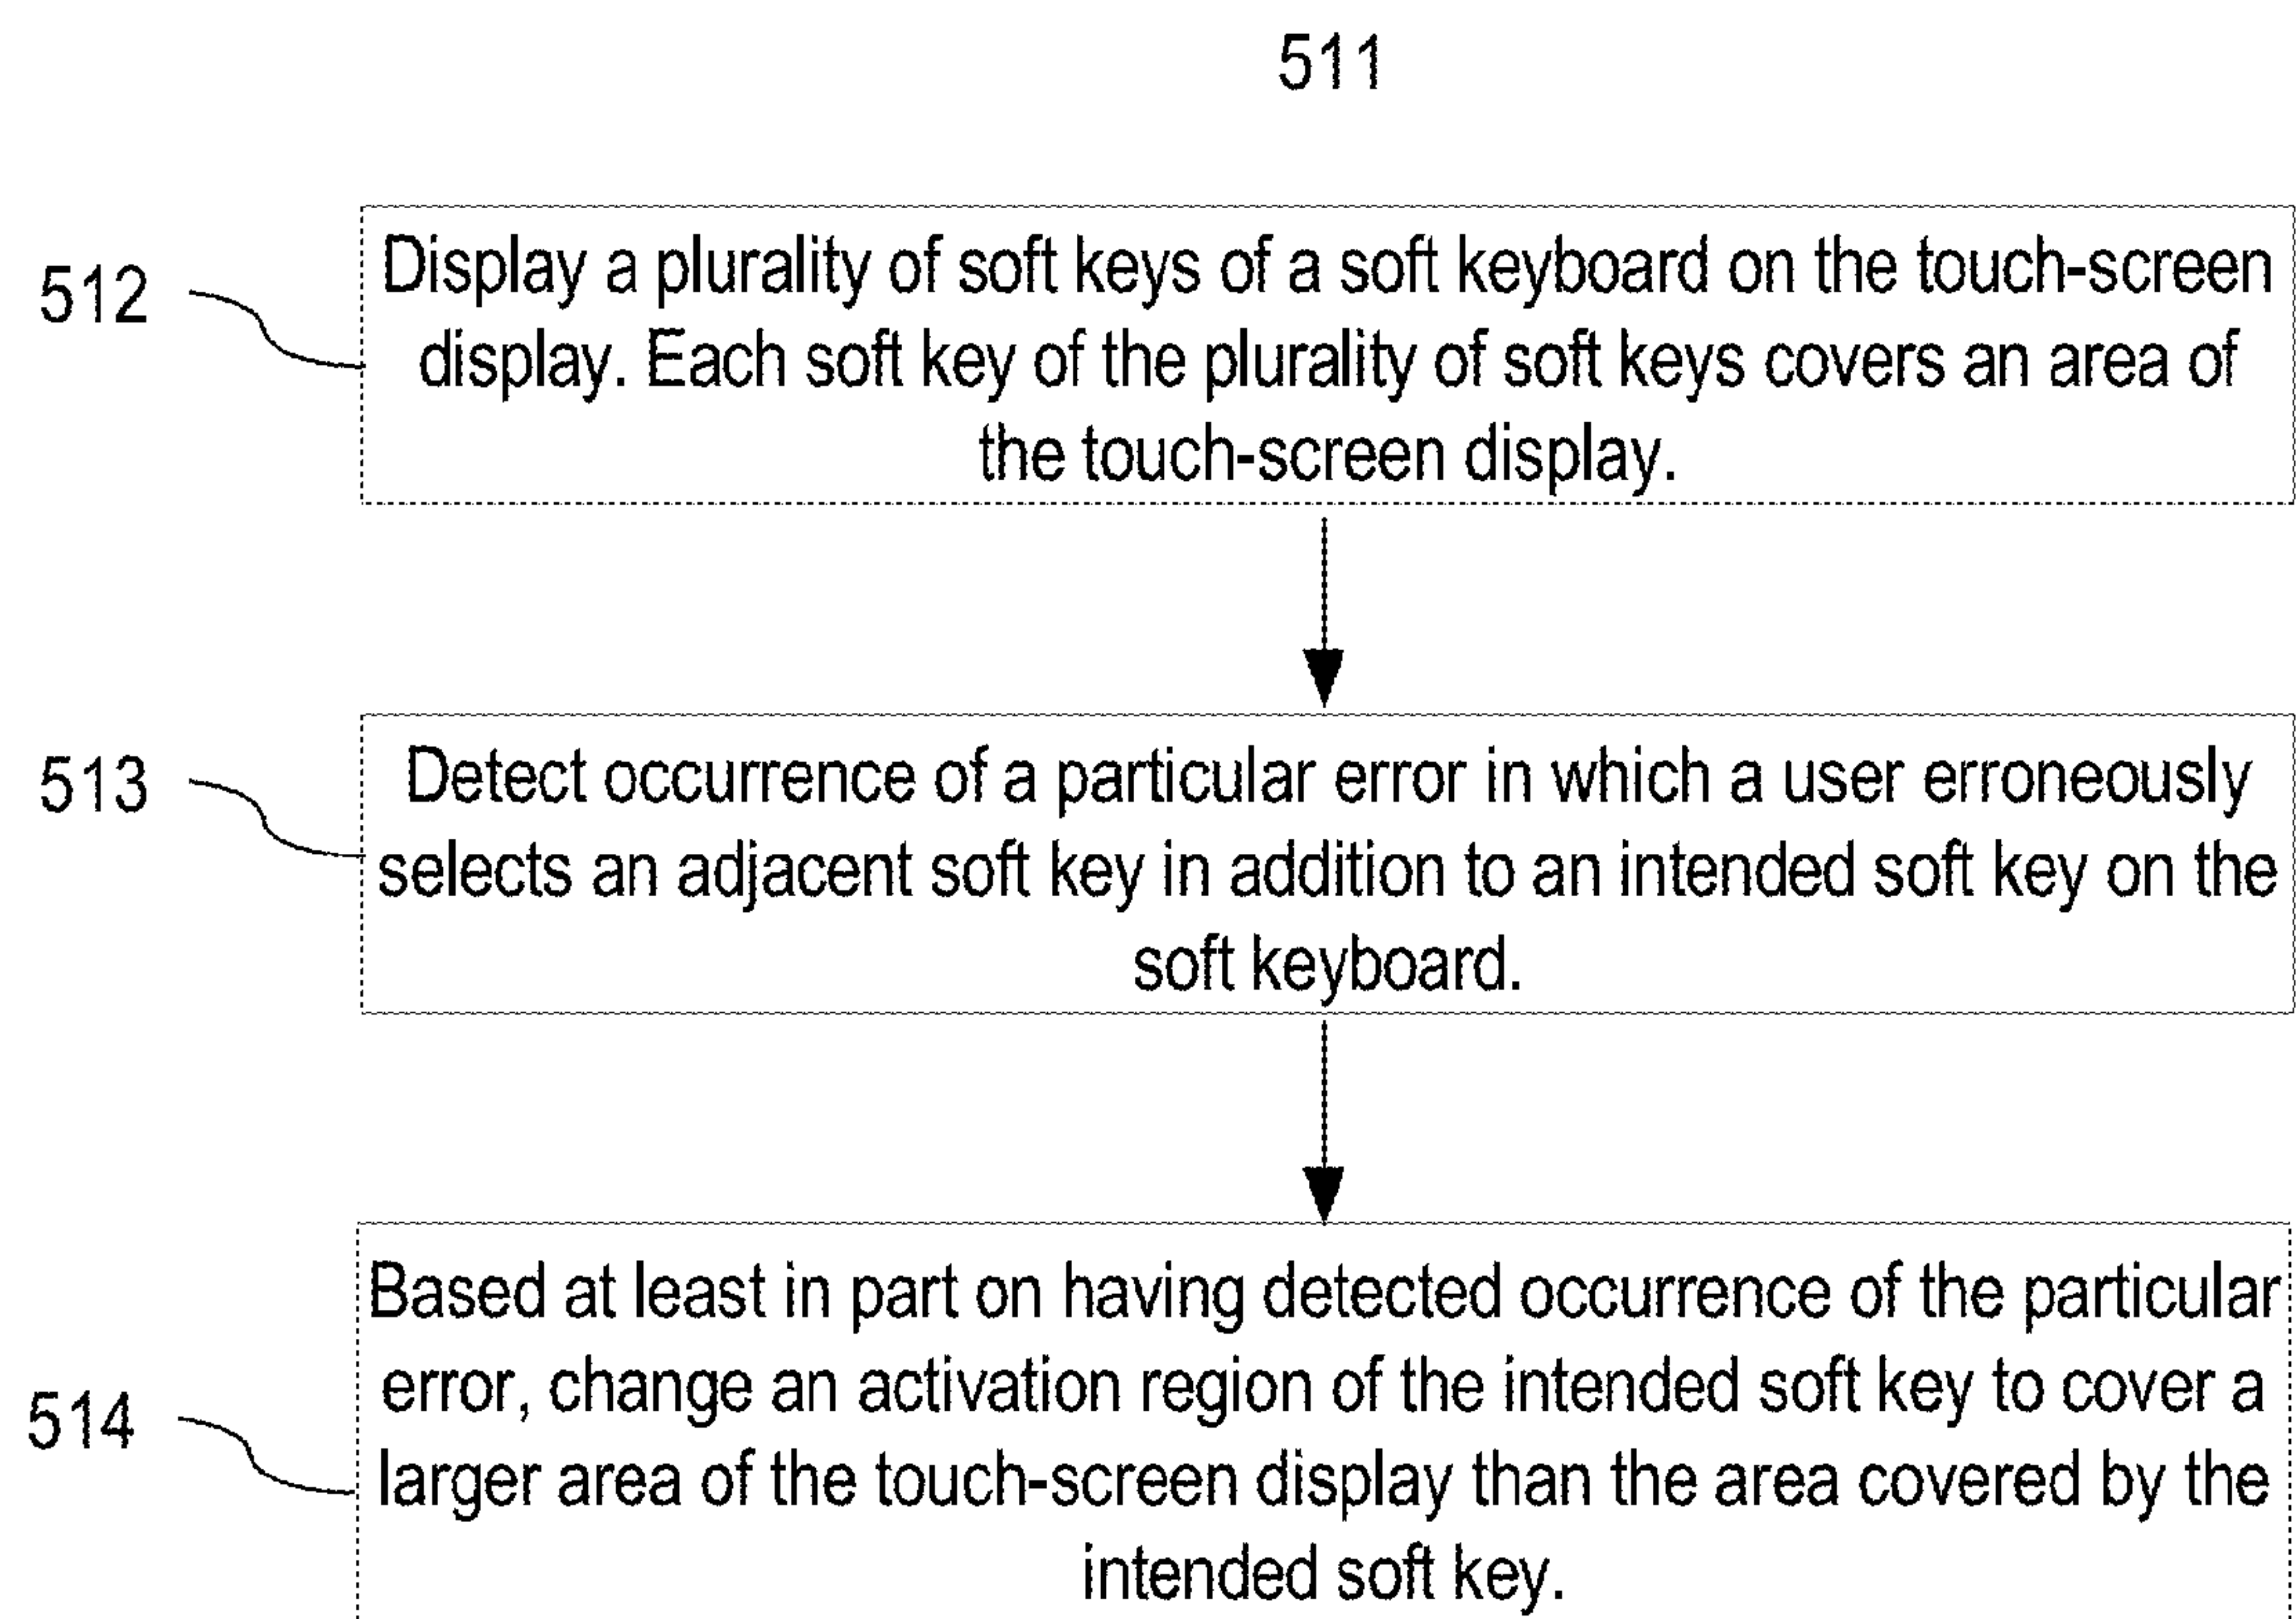 511
512
Display a plurality of soft keys of a soft keyboard on the touch-screen
display. Each soft key of the plurality of soft keys covers an area of
the touch-screen display.
513
Detect occurrence of a particular error in which a user erroneously
selects an adjacent soft key in addition to an intended soft key on the
soft keyboard.
514
Based at least in part on having detected occurrence of the particular
error, change an activation region of the intended soft key to cover a
larger area of the touch-screen display than the area covered by the
intended soft key.